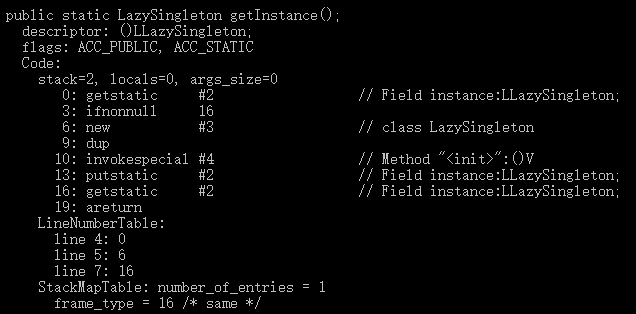 public static LazySingleton getInstance();
  descriptor: ()LLazySingleton;
  flags: ACC_PUBLIC, ACC_STATIC
  Code:
    stack=2, locals=0, args_size=0
       0: getstatic     #2                  // Field instance:LLazySingleton;
       3: ifnonnull     16
       6: new           #3                  // class LazySingleton
       9: dup
      10: invokespecial #4                  // Method "<init>":()V
      13: putstatic     #2                  // Field instance:LLazySingleton;
      16: getstatic     #2                  // Field instance:LLazySingleton;
      19: areturn
    LineNumberTable:
      line 4: 0
      line 5: 6
      line 7: 16
    StackMapTable: number_of_entries = 1
      frame_type = 16 /* same */